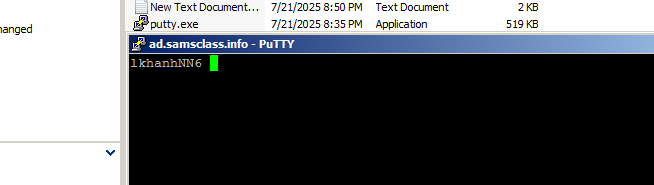 New Text Document... 7/21/2025 8:50 PM Text Document 2 KB
hanged putty.exe 7/21/2025 8:35 PM Application 519 KB
ad.samsclass.info - PuTTY
lkhanhNN6